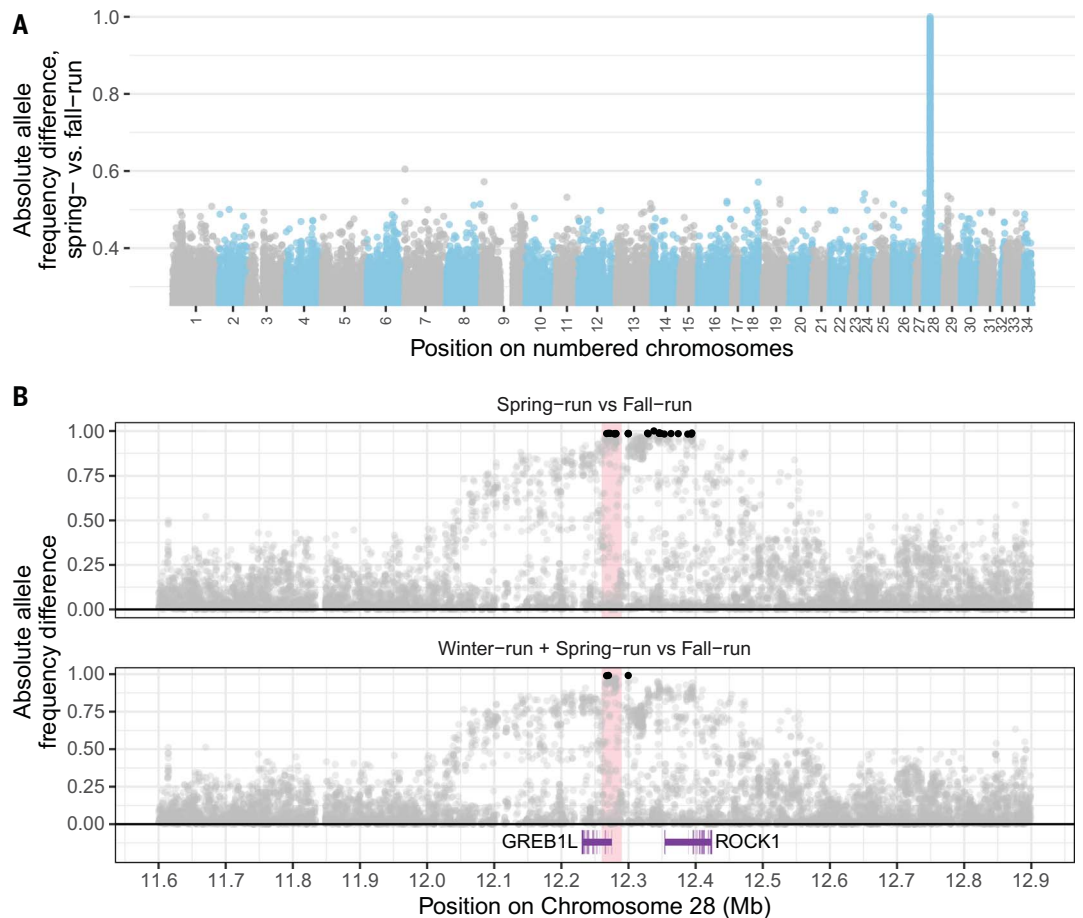 A
Absolute allele
frequency difference,
spring− vs. fall−run
1.0
0.8
0.6
0.4
1 2 3 4 5 6 7 8 9 10 11 12 13 14 15 16 17 18 19 20 21 22 23 24 25 26 27 28 29 30 31 32 33 34
Position on numbered chromosomes
B
Absolute allele
frequency difference
Spring−run vs Fall−run
1.00
0.75
0.50
0.25
0.00
Winter−run + Spring−run vs Fall−run
1.00
0.75
0.50
0.25
0.00
GREB1L ROCK1
11.6 11.7 11.8 11.9 12.0 12.1 12.2 12.3 12.4 12.5 12.6 12.7 12.8 12.9
Position on Chromosome 28 (Mb)